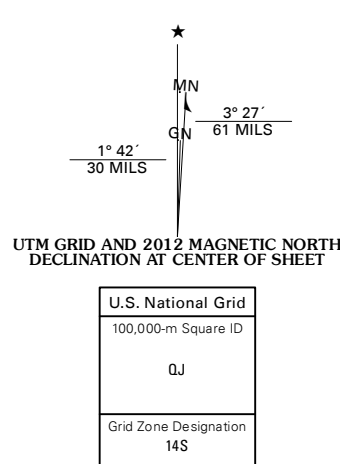 ★
MN
3° 27´
61 MILS
GN
1° 42´
30 MILS
UTM GRID AND 2012 MAGNETIC NORTH
DECLINATION AT CENTER OF SHEET
U.S. National Grid
100,000-m Square ID
QJ
Grid Zone Designation
14S